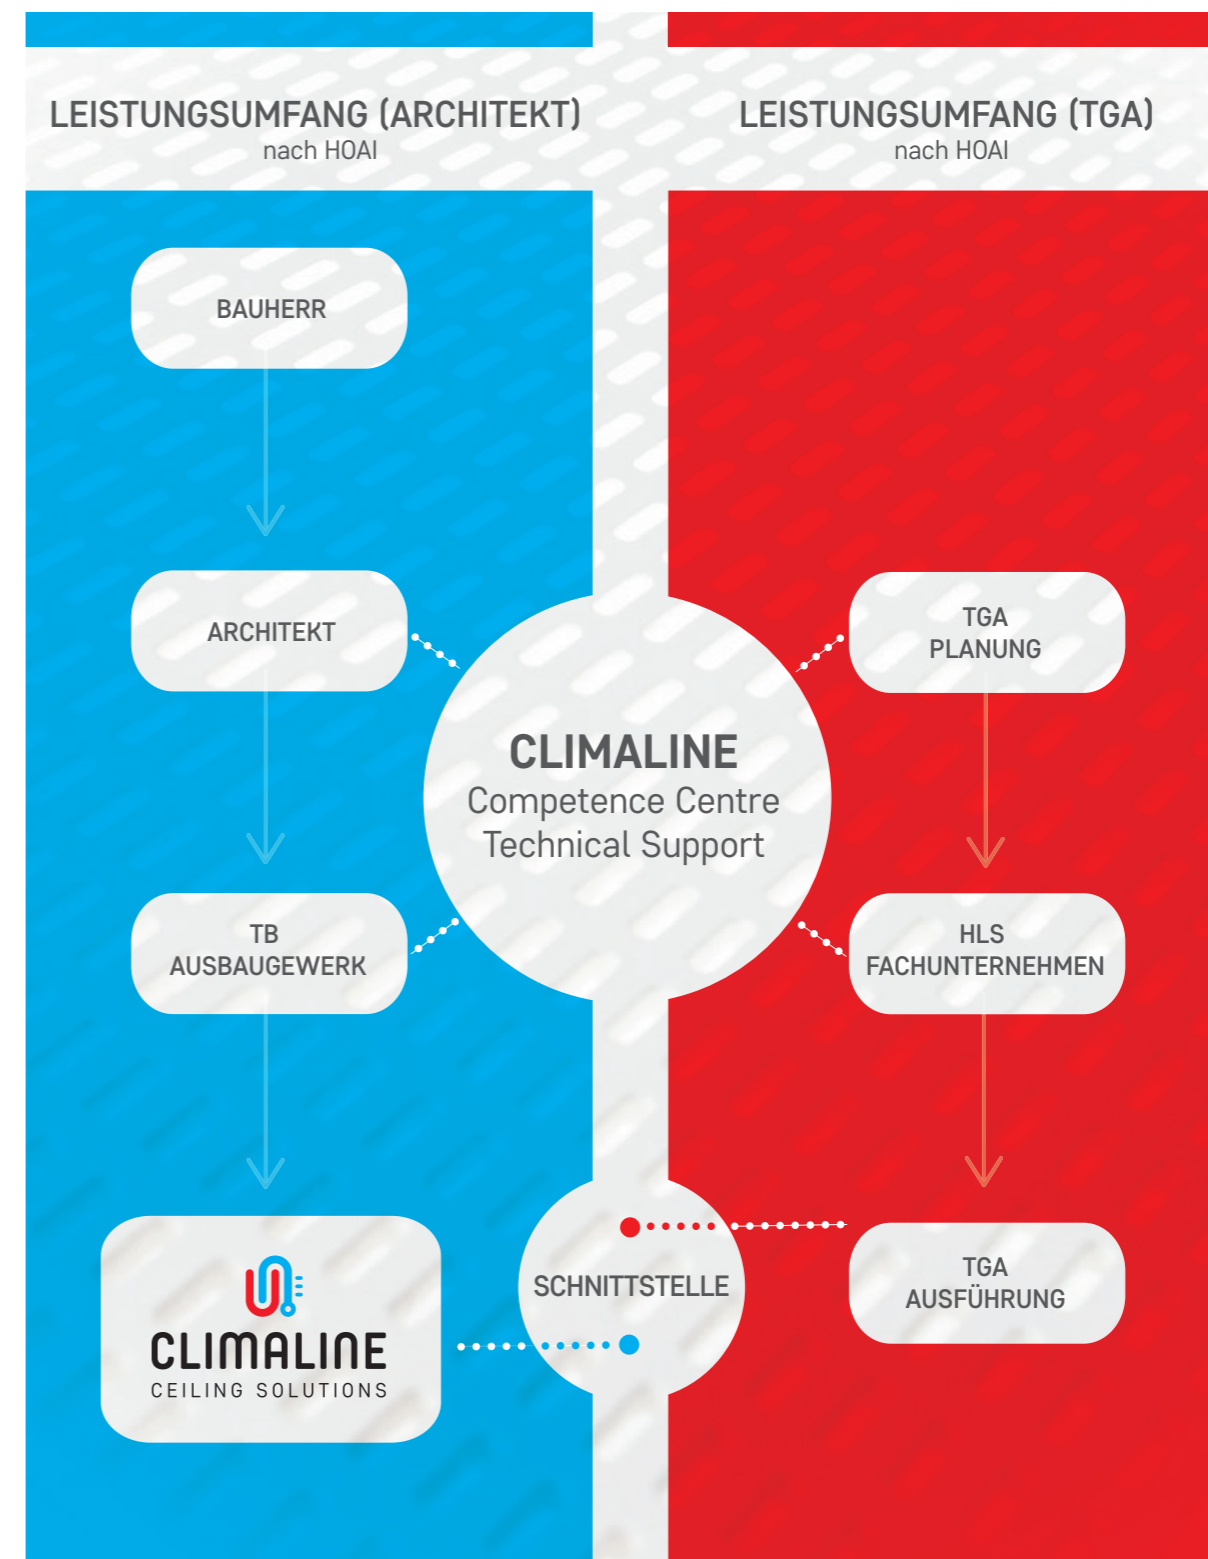 LEISTUNGSUMFANG (ARCHITEKT)
nach HOAI
LEISTUNGSUMFANG (TGA)
nach HOAI
BAUHERR
ARCHITEKT
TGA
PLANUNG
CLIMALINE
Competence Centre
Technical Support
TB
AUSBAUGEWERK
HLS
FACHUNTERNEHMEN
SCHNITTSTELLE
TGA
AUSFÜHRUNG
CLIMALINE
CEILING SOLUTIONS